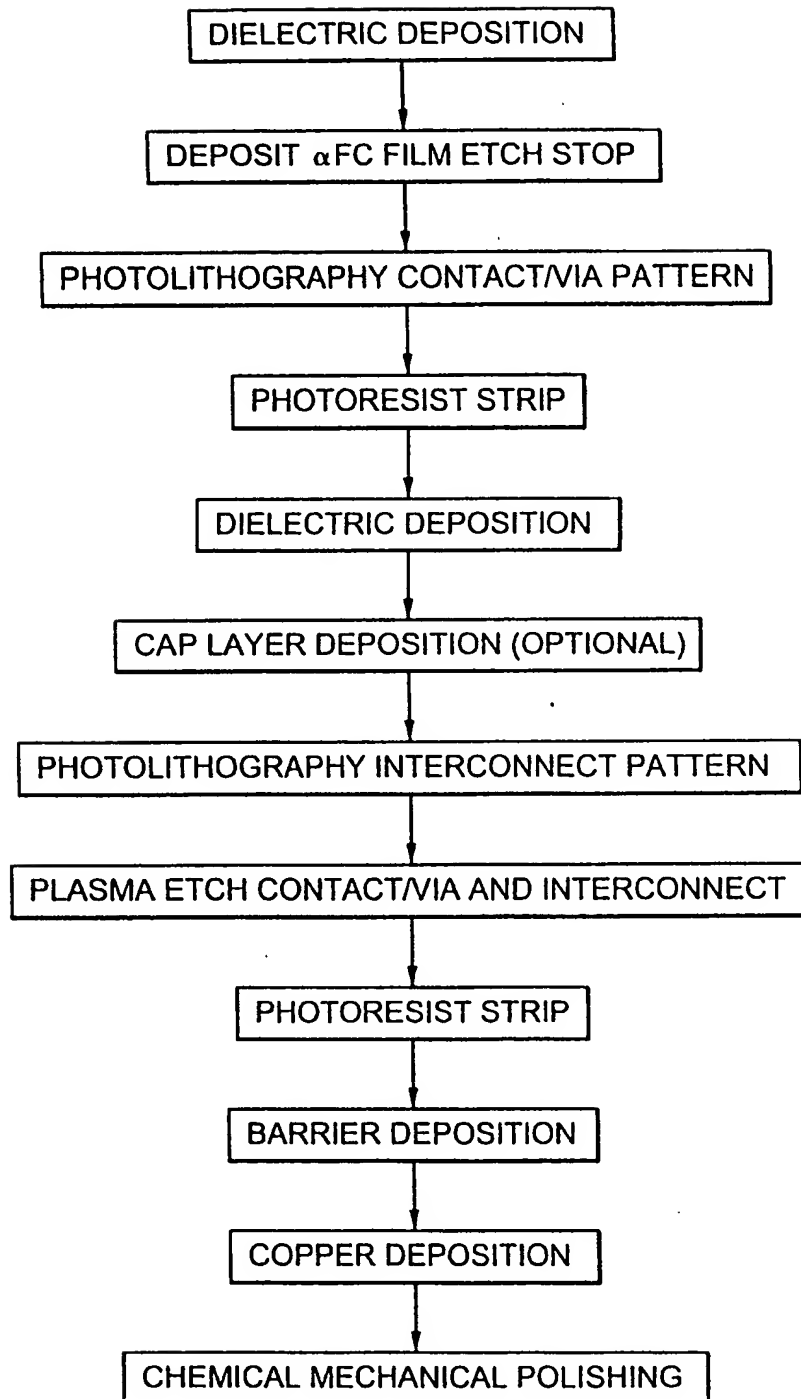 DIELECTRIC DEPOSITION
DEPOSIT αFC FILM ETCH STOP
PHOTOLITHOGRAPHY CONTACT/VIA PATTERN
PHOTORESIST STRIP
DIELECTRIC DEPOSITION
CAP LAYER DEPOSITION (OPTIONAL)
PHOTOLITHOGRAPHY INTERCONNECT PATTERN
PLASMA ETCH CONTACT/VIA AND INTERCONNECT
PHOTORESIST STRIP
BARRIER DEPOSITION
COPPER DEPOSITION
CHEMICAL MECHANICAL POLISHING